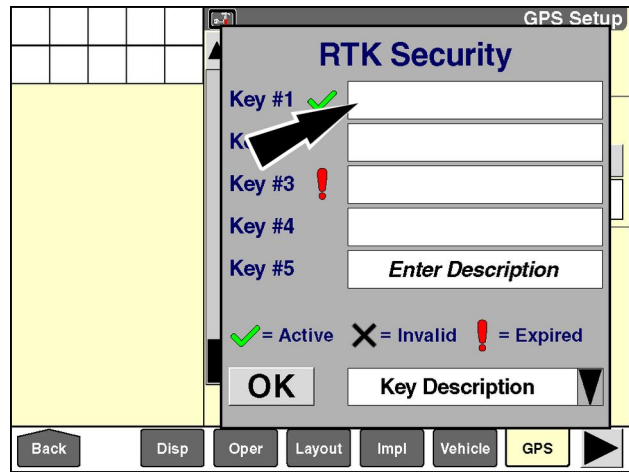 GPS Setup
RTK Security
Key #1
Key #3
Key #4
Key #5 Enter Description
= Active = Invalid = Expired
OK Key Description
Back Disp Oper Layout Impl Vehicle GPS